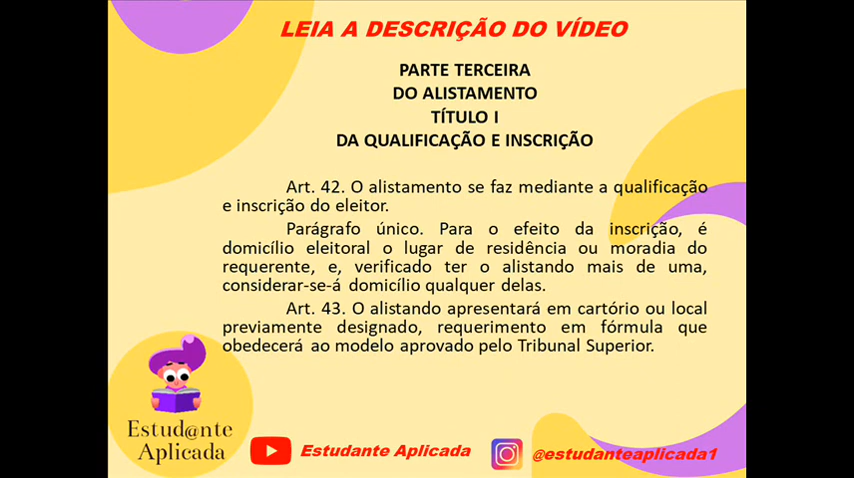 LEIA A DESCRIÇÃO DO VÍDEO
PARTE TERCEIRA
DO ALISTAMENTO
TÍTULO I
DA QUALIFICAÇÃO E INSCRIÇÃO
Art. 42. O alistamento se faz mediante a qualificação
e inscrição do eleitor.
Parágrafo único. Para o efeito da inscrição, é
domicílio eleitoral o lugar de residência ou moradia do
requerente, e, verificado ter o alistando mais de uma,
considerar-se-á domicílio qualquer delas.
Art. 43. O alistando apresentará em cartório ou local
previamente designado, requerimento em fórmula que
obedecerá ao modelo aprovado pelo Tribunal Superior.
Estud@nte
Aplicada
Estudante Aplicada
@estudanteaplicada1